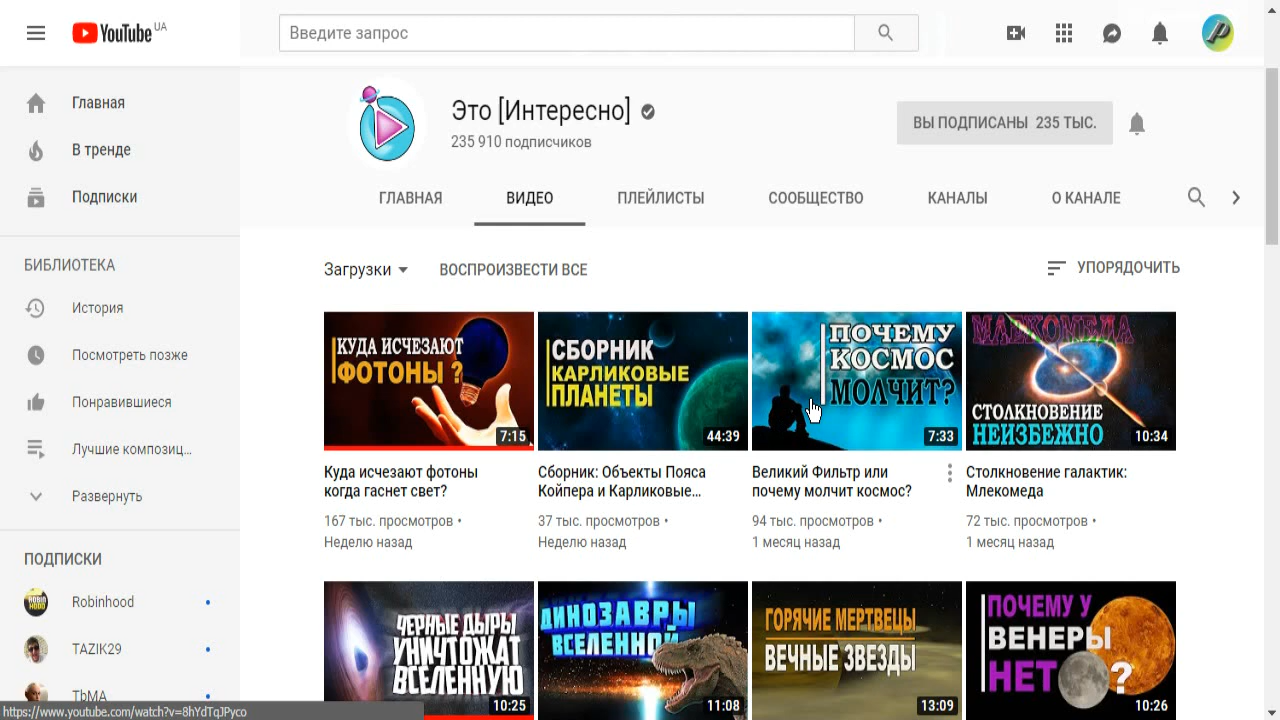 YouTube UA
Введите запрос
Главная
В тренде
Подписки
БИБЛИОТЕКА
История
Посмотреть позже
Понравившиеся
Лучшие композиц...
Развернуть
ПОДПИСКИ
Robinhood
TAZIK29
TbMA
https://www.youtube.com/watch?v=8hYdTqJPyco
Это [Интересно]
235 910 подписчиков
ВЫ ПОДПИСАНЫ 235 ТЫС.
ГЛАВНАЯ ВИДЕО ПЛЕЙЛИСТЫ СООБЩЕСТВО КАНАЛЫ О КАНАЛЕ
Загрузки ВОСПРОИЗВЕСТИ ВСЕ УПОРЯДОЧИТЬ
КУДА ИСЧЕЗАЮТ
ФОТОНЫ ?
7:15
Куда исчезают фотоны
когда гаснет свет?
167 тыс. просмотров •
Неделю назад
СБОРНИК
КАРЛИКОВЫЕ
ПЛАНЕТЫ
44:39
Сборник: Объекты Пояса
Койпера и Карликовые...
37 тыс. просмотров •
Неделю назад
ПОЧЕМУ
КОСМОС
МОЛЧИТ?
7:33
Великий Фильтр или
почему молчит космос?
94 тыс. просмотров •
1 месяц назад
МЛЕКОМЕДА
СТОЛКНОВЕНИЕ
НЕИЗБЕЖНО
10:34
Столкновение галактик:
Млекомеда
72 тыс. просмотров •
1 месяц назад
ЧЕРНЫЕ ДЫРЫ
УНИЧТОЖАТ
ВСЕЛЕННУЮ
10:25
ДИНОЗАВРЫ
ВСЕЛЕННОЙ
11:08
ГОРЯЧИЕ МЕРТВЕЦЫ
ВЕЧНЫЕ ЗВЕЗДЫ
13:09
ПОЧЕМУ У
ВЕНЕРЫ
НЕТ ?
10:26